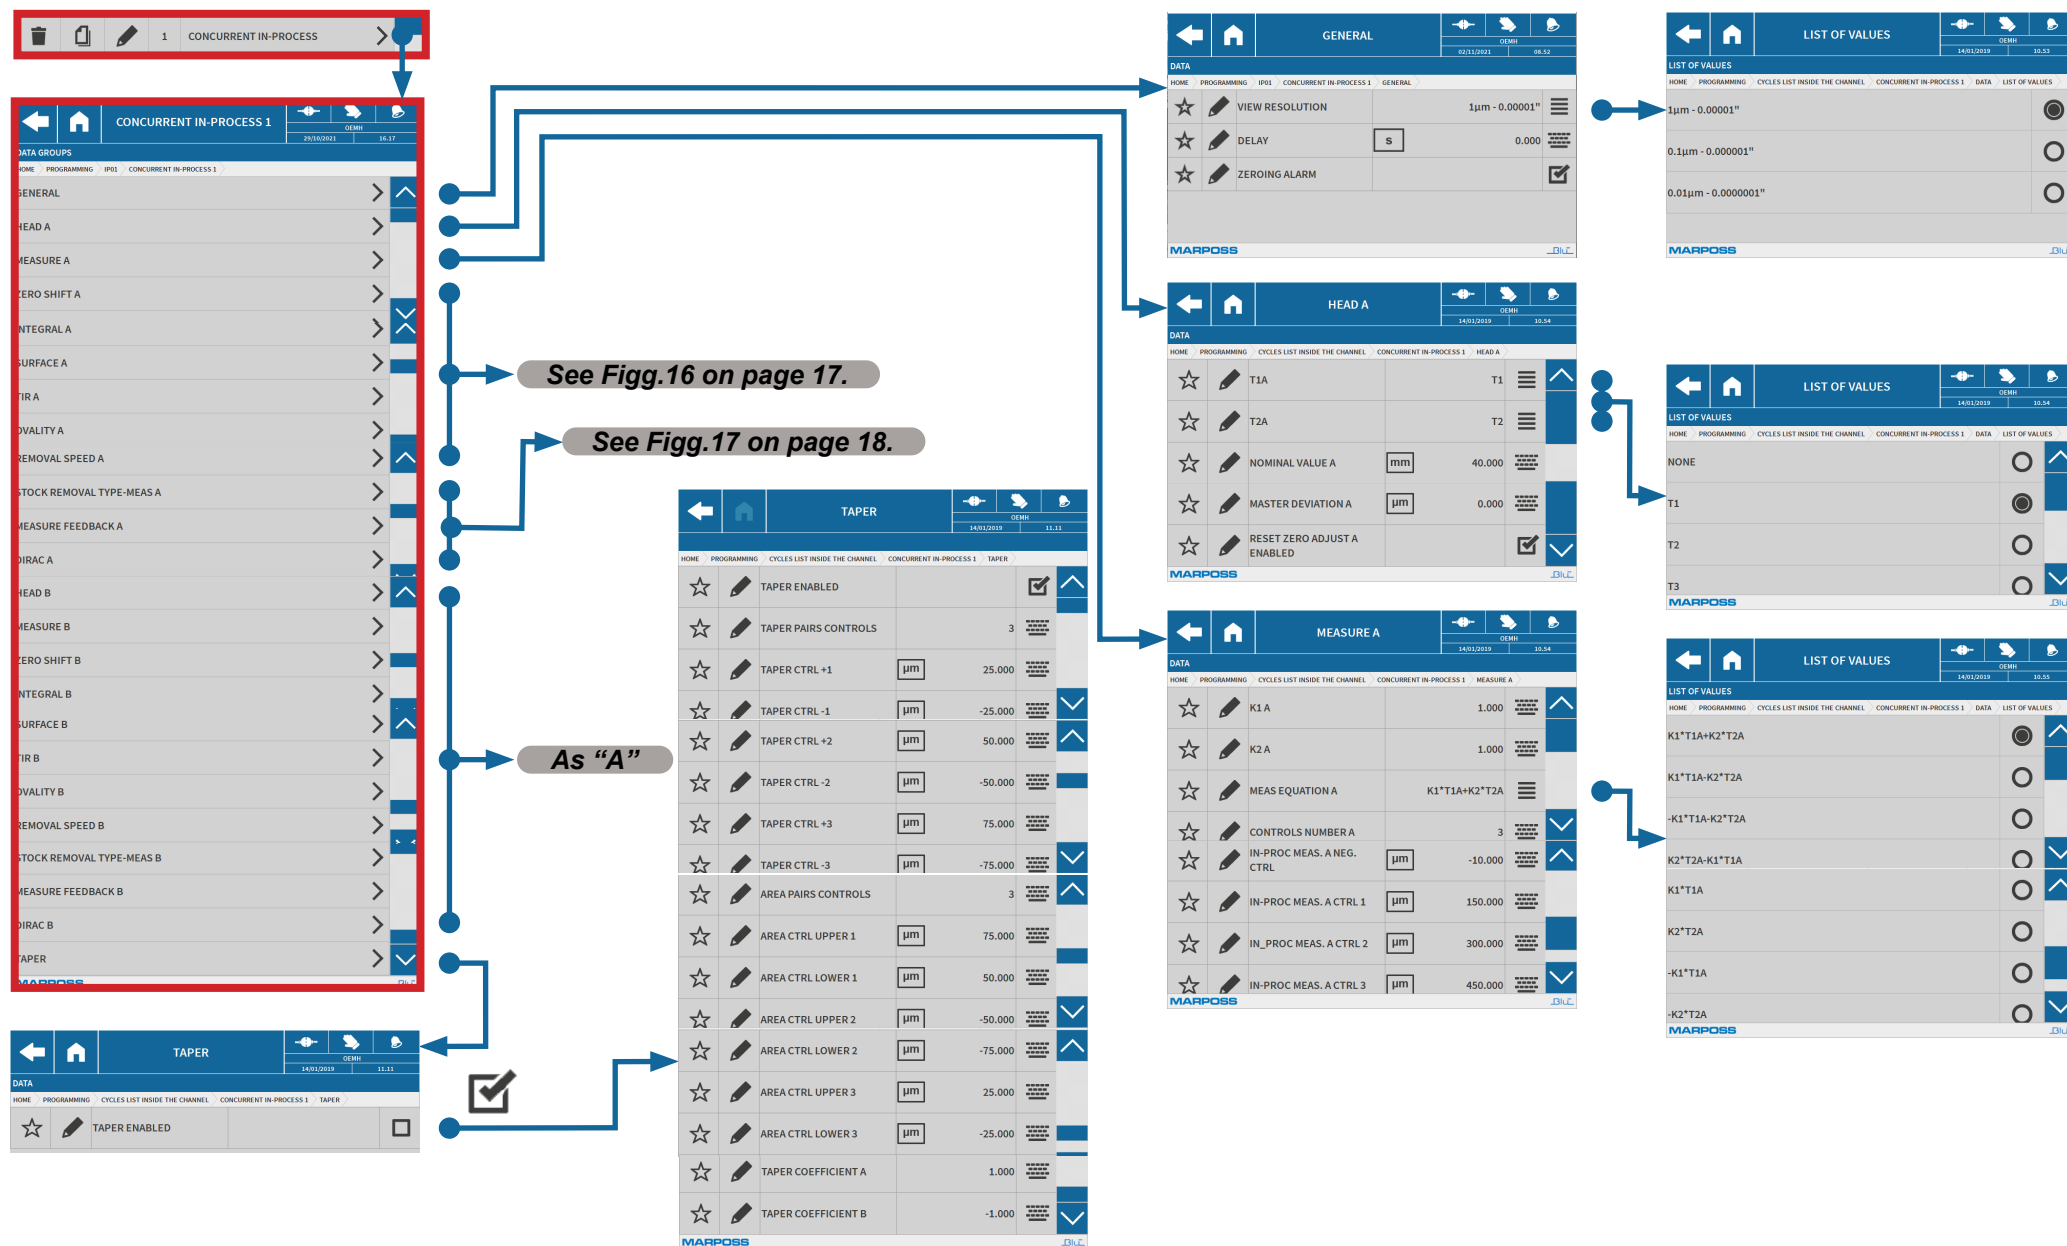 1 CONCURRENT IN-PROCESS
CONCURRENT IN-PROCESS 1
OEMH
29/10/2021 16.17
DATA GROUPS
HOME PROGRAMMING IP01 CONCURRENT IN-PROCESS 1
GENERAL
HEAD A
MEASURE A
ZERO SHIFT A
INTEGRAL A
SURFACE A
TIR A
OVALITY A
REMOVAL SPEED A
STOCK REMOVAL TYPE-MEAS A
MEASURE FEEDBACK A
DIRAC A
HEAD B
MEASURE B
ZERO SHIFT B
INTEGRAL B
SURFACE B
TIR B
OVALITY B
REMOVAL SPEED B
STOCK REMOVAL TYPE-MEAS B
MEASURE FEEDBACK B
DIRAC B
TAPER
MARPOSS
See Figg.16 on page 17.
See Figg.17 on page 18.
As “A”
TAPER
OEMH
14/01/2019 11.11
DATA
HOME PROGRAMMING CYCLES LIST INSIDE THE CHANNEL CONCURRENT IN-PROCESS 1 TAPER
TAPER ENABLED
TAPER
OEMH
14/01/2019 11.11
HOME PROGRAMMING CYCLES LIST INSIDE THE CHANNEL CONCURRENT IN-PROCESS 1 TAPER
TAPER ENABLED
TAPER PAIRS CONTROLS 3
TAPER CTRL +1 µm 25.000
TAPER CTRL -1 µm -25.000
TAPER CTRL +2 µm 50.000
TAPER CTRL -2 µm -50.000
TAPER CTRL +3 µm 75.000
TAPER CTRL -3 µm -75.000
AREA PAIRS CONTROLS 3
AREA CTRL UPPER 1 µm 75.000
AREA CTRL LOWER 1 µm 50.000
AREA CTRL UPPER 2 µm -50.000
AREA CTRL LOWER 2 µm -75.000
AREA CTRL UPPER 3 µm 25.000
AREA CTRL LOWER 3 µm -25.000
TAPER COEFFICIENT A 1.000
TAPER COEFFICIENT B -1.000
MARPOSS Blú
GENERAL
OEMH
02/11/2021 08.52
DATA
HOME PROGRAMMING IP01 CONCURRENT IN-PROCESS 1 GENERAL
VIEW RESOLUTION 1µm - 0.00001"
DELAY s 0.000
ZEROING ALARM
MARPOSS Blú
HEAD A
OEMH
14/01/2019 10.54
DATA
HOME PROGRAMMING CYCLES LIST INSIDE THE CHANNEL CONCURRENT IN-PROCESS 1 HEAD A
T1A T1
T2A T2
NOMINAL VALUE A mm 40.000
MASTER DEVIATION A µm 0.000
RESET ZERO ADJUST A
ENABLED
MARPOSS Blú
MEASURE A
OEMH
14/01/2019 10.54
DATA
HOME PROGRAMMING CYCLES LIST INSIDE THE CHANNEL CONCURRENT IN-PROCESS 1 MEASURE A
K1 A 1.000
K2 A 1.000
MEAS EQUATION A K1*T1A+K2*T2A
CONTROLS NUMBER A 3
IN-PROC MEAS. A NEG.
CTRL µm -10.000
IN-PROC MEAS. A CTRL 1 µm 150.000
IN_PROC MEAS. A CTRL 2 µm 300.000
IN-PROC MEAS. A CTRL 3 µm 450.000
MARPOSS Blú
LIST OF VALUES
OEMH
14/01/2019 10.53
LIST OF VALUES
HOME PROGRAMMING CYCLES LIST INSIDE THE CHANNEL CONCURRENT IN-PROCESS 1 DATA LIST OF VALUES
1µm - 0.00001"
0.1µm - 0.000001"
0.01µm - 0.0000001"
MARPOSS Blú
LIST OF VALUES
OEMH
14/01/2019 10.54
LIST OF VALUES
HOME PROGRAMMING CYCLES LIST INSIDE THE CHANNEL CONCURRENT IN-PROCESS 1 DATA LIST OF VALUES
NONE
T1
T2
T3
MARPOSS Blú
LIST OF VALUES
OEMH
14/01/2019 10.55
LIST OF VALUES
HOME PROGRAMMING CYCLES LIST INSIDE THE CHANNEL CONCURRENT IN-PROCESS 1 DATA LIST OF VALUES
K1*T1A+K2*T2A
K1*T1A-K2*T2A
-K1*T1A-K2*T2A
K2*T2A-K1*T1A
K1*T1A
K2*T2A
-K1*T1A
-K2*T2A
MARPOSS Blú